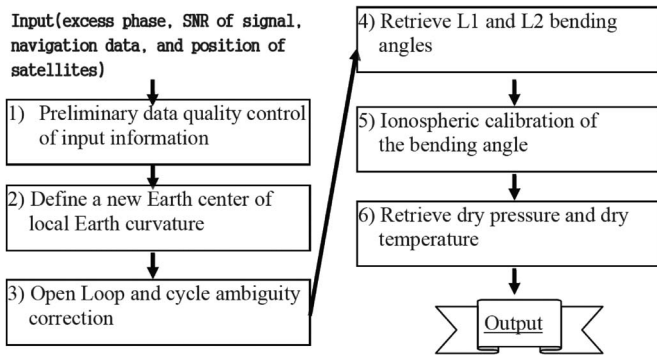 Input(excess phase, SNR of signal,
navigation data, and position of
satellites)
1) Preliminary data quality control
of input information
2) Define a new Earth center of
local Earth curvature
3) Open Loop and cycle ambiguity
correction
4) Retrieve L1 and L2 bending
angles
5) Ionospheric calibration of
the bending angle
6) Retrieve dry pressure and dry
temperature
Output